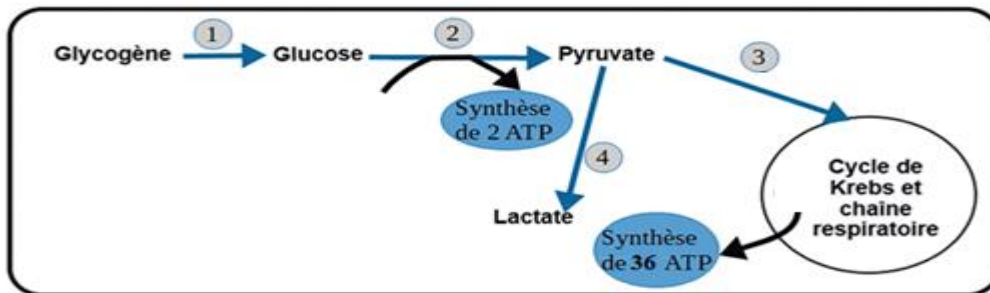 1
2
3
Glycogène
Glucose
Pyruvate
Synthèse
de 2 ATP
4
Cycle de
Krebs et
chaîne
respiratoire
Lactate
Synthèse
de 36 ATP